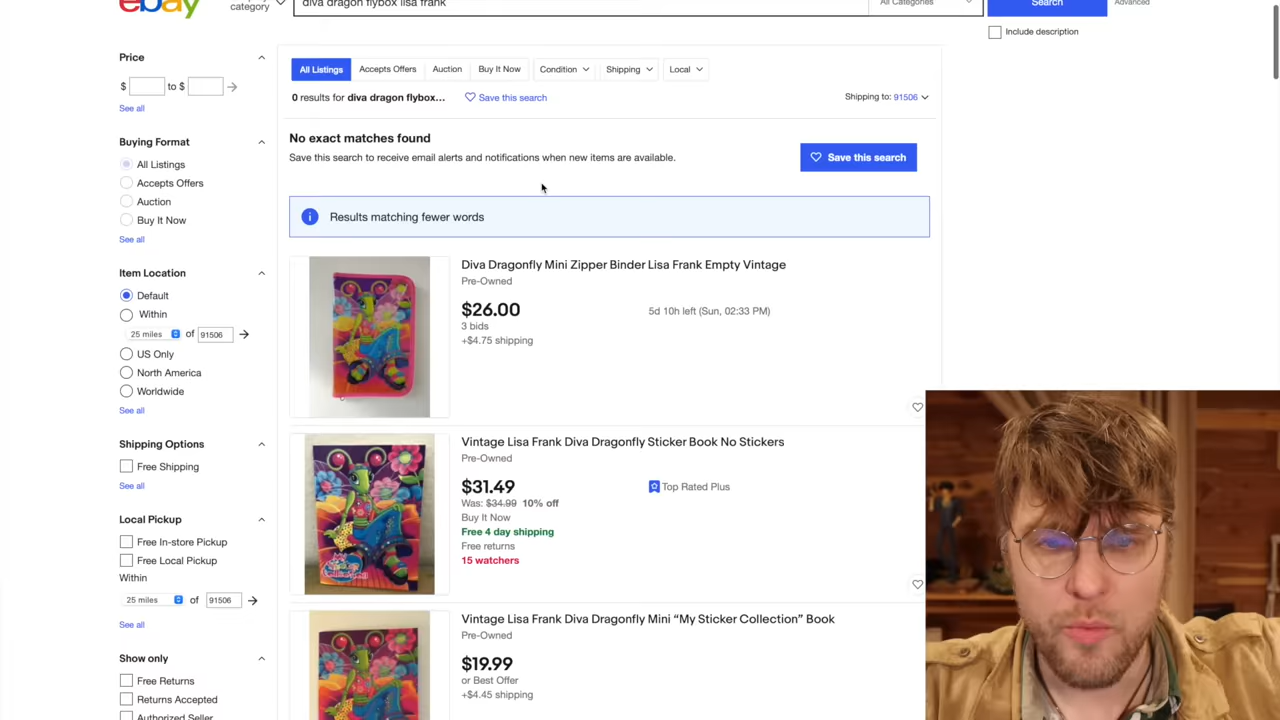 ebay
category
diva dragon flybox lisa frank
All Categories
Search
Advanced
Include description
Price
$ to $
See all
Buying Format
All Listings
Accepts Offers
Auction
Buy It Now
See all
Item Location
Default
Within
25 miles of 91506
US Only
North America
Worldwide
See all
Shipping Options
Free Shipping
See all
Local Pickup
Free In-store Pickup
Free Local Pickup
Within
25 miles of 91506
See all
Show only
Free Returns
Returns Accepted
Authorized Seller
All Listings Accepts Offers Auction Buy It Now Condition Shipping Local
0 results for diva dragon flybox... Save this search
Shipping to: 91506
No exact matches found
Save this search to receive email alerts and notifications when new items are available.
Save this search
Results matching fewer words
Diva Dragonfly Mini Zipper Binder Lisa Frank Empty Vintage
Pre-Owned
$26.00
5d 10h left (Sun, 02:33 PM)
3 bids
+$4.75 shipping
Vintage Lisa Frank Diva Dragonfly Sticker Book No Stickers
Pre-Owned
$31.49
Top Rated Plus
Was: $34.99 10% off
Buy It Now
Free 4 day shipping
Free returns
15 watchers
Vintage Lisa Frank Diva Dragonfly Mini “My Sticker Collection” Book
Pre-Owned
$19.99
or Best Offer
+$4.45 shipping